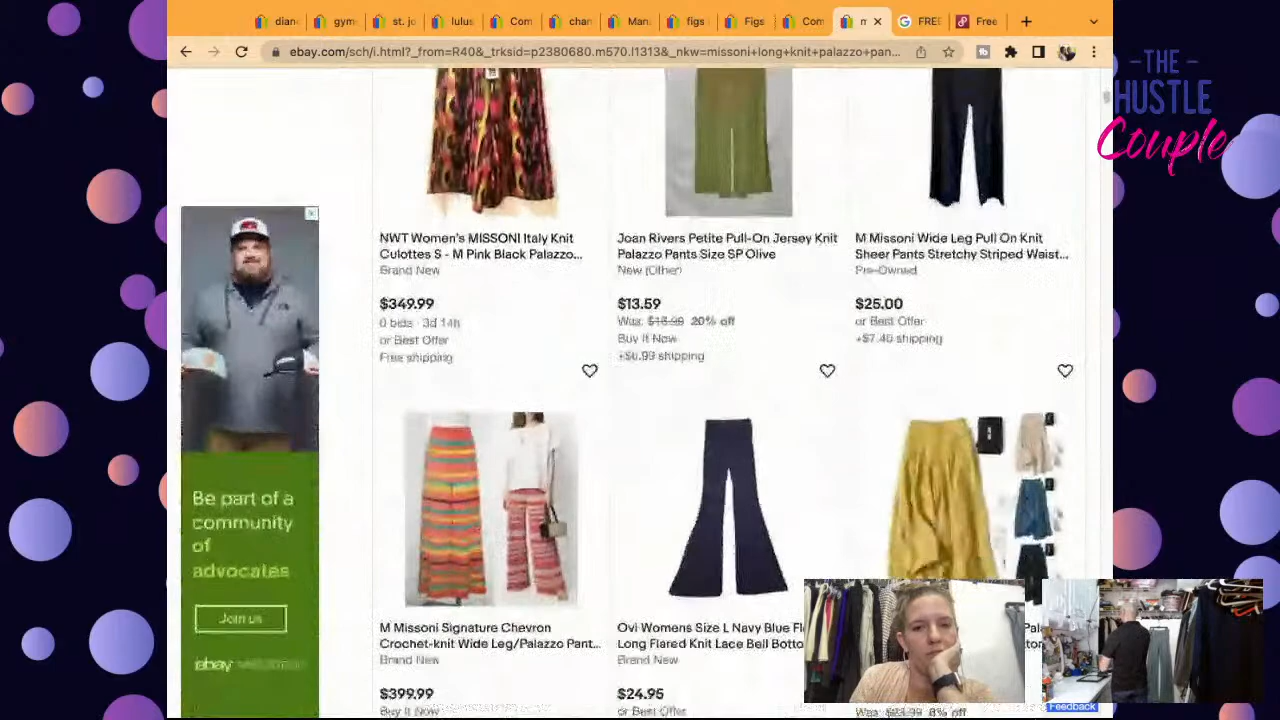 dian
gym
st. jo
lulus
Com
chan
Man
figs
Figs
Com
m
FREE
Free
ebay.com/sch/i.html?_from=R40&_trksid=p2380680.m570.l1313&_nkw=missoni+long+knit+palazzo+pan...
- THE -
HUSTLE
Couple
NWT Women's MISSONI Italy Knit
Culottes S - M Pink Black Palazzo...
Brand New
$349.99
0 bids · 3d 14h
or Best Offer
Free shipping
Joan Rivers Petite Pull-On Jersey Knit
Palazzo Pants Size SP Olive
New (Other)
$13.59
Was: $16.99 20% off
Buy It Now
+$6.99 shipping
M Missoni Wide Leg Pull On Knit
Sheer Pants Stretchy Striped Waist...
Pre-Owned
$25.00
or Best Offer
+$7.40 shipping
Be part of a
community
of
advocates
Join us
ebay
M Missoni Signature Chevron
Crochet-knit Wide Leg/Palazzo Pant...
Brand New
$399.99
Buy It Now
Ovi Womens Size L Navy Blue Fl
Long Flared Knit Lace Bell Botto
Brand New
$24.95
or Best Offer
Feedback